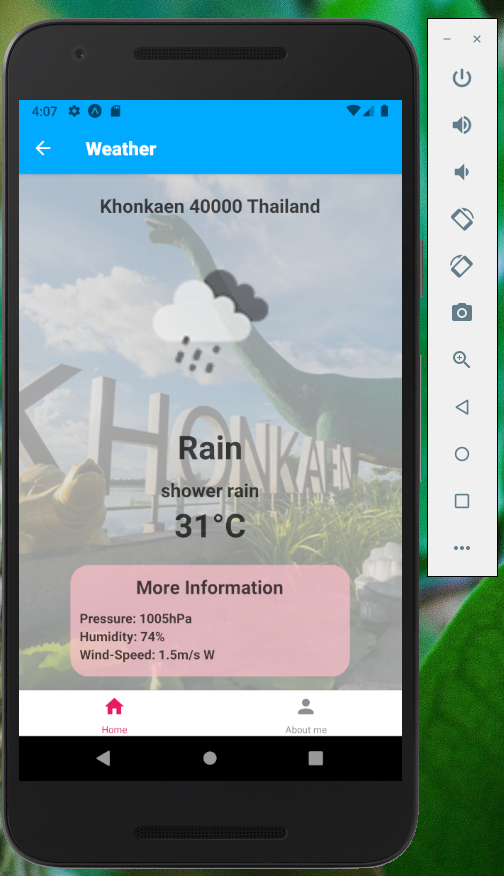 4:07
Weather
Khonkaen 40000 Thailand
KHONKAEN
Rain
shower rain
31°C
More Information
Pressure: 1005hPa
Humidity: 74%
Wind-Speed: 1.5m/s W
Home
About me